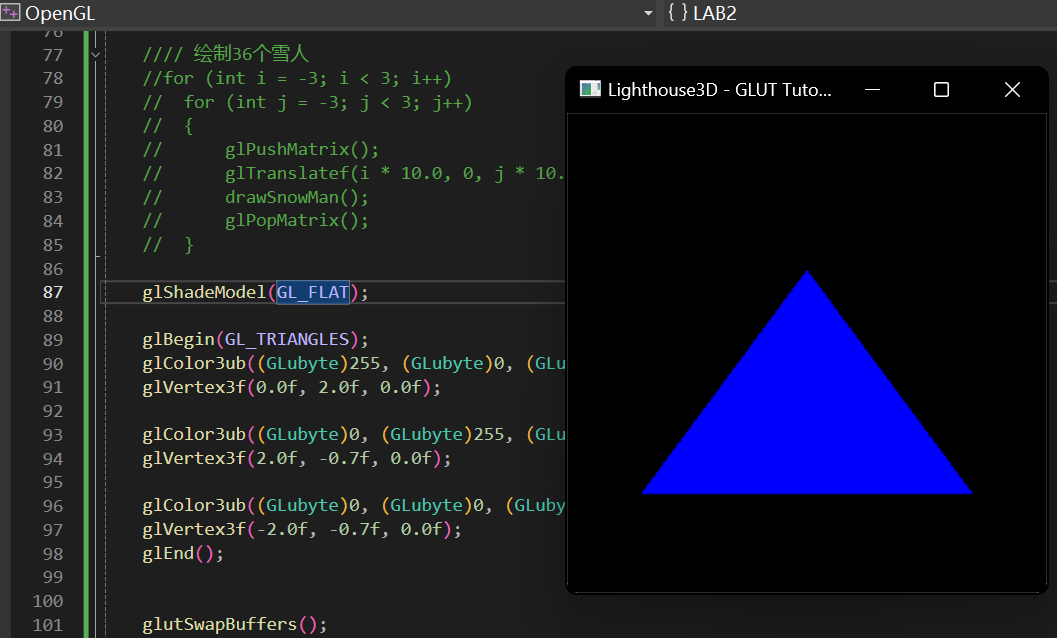 OpenGL
{ } LAB2
76
77 //// 绘制36个雪人
78 //for (int i = -3; i < 3; i++)
79 // for (int j = -3; j < 3; j++)
80 // {
81 // glPushMatrix();
82 // glTranslatef(i * 10.0, 0, j * 10.
83 // drawSnowMan();
84 // glPopMatrix();
85 // }
86
87 glShadeModel(GL_FLAT);
88
89 glBegin(GL_TRIANGLES);
90 glColor3ub((GLubyte)255, (GLubyte)0, (GLu
91 glVertex3f(0.0f, 2.0f, 0.0f);
92
93 glColor3ub((GLubyte)0, (GLubyte)255, (GLu
94 glVertex3f(2.0f, -0.7f, 0.0f);
95
96 glColor3ub((GLubyte)0, (GLubyte)0, (GLuby
97 glVertex3f(-2.0f, -0.7f, 0.0f);
98 glEnd();
99
100
101 glutSwapBuffers();
Lighthouse3D - GLUT Tuto...